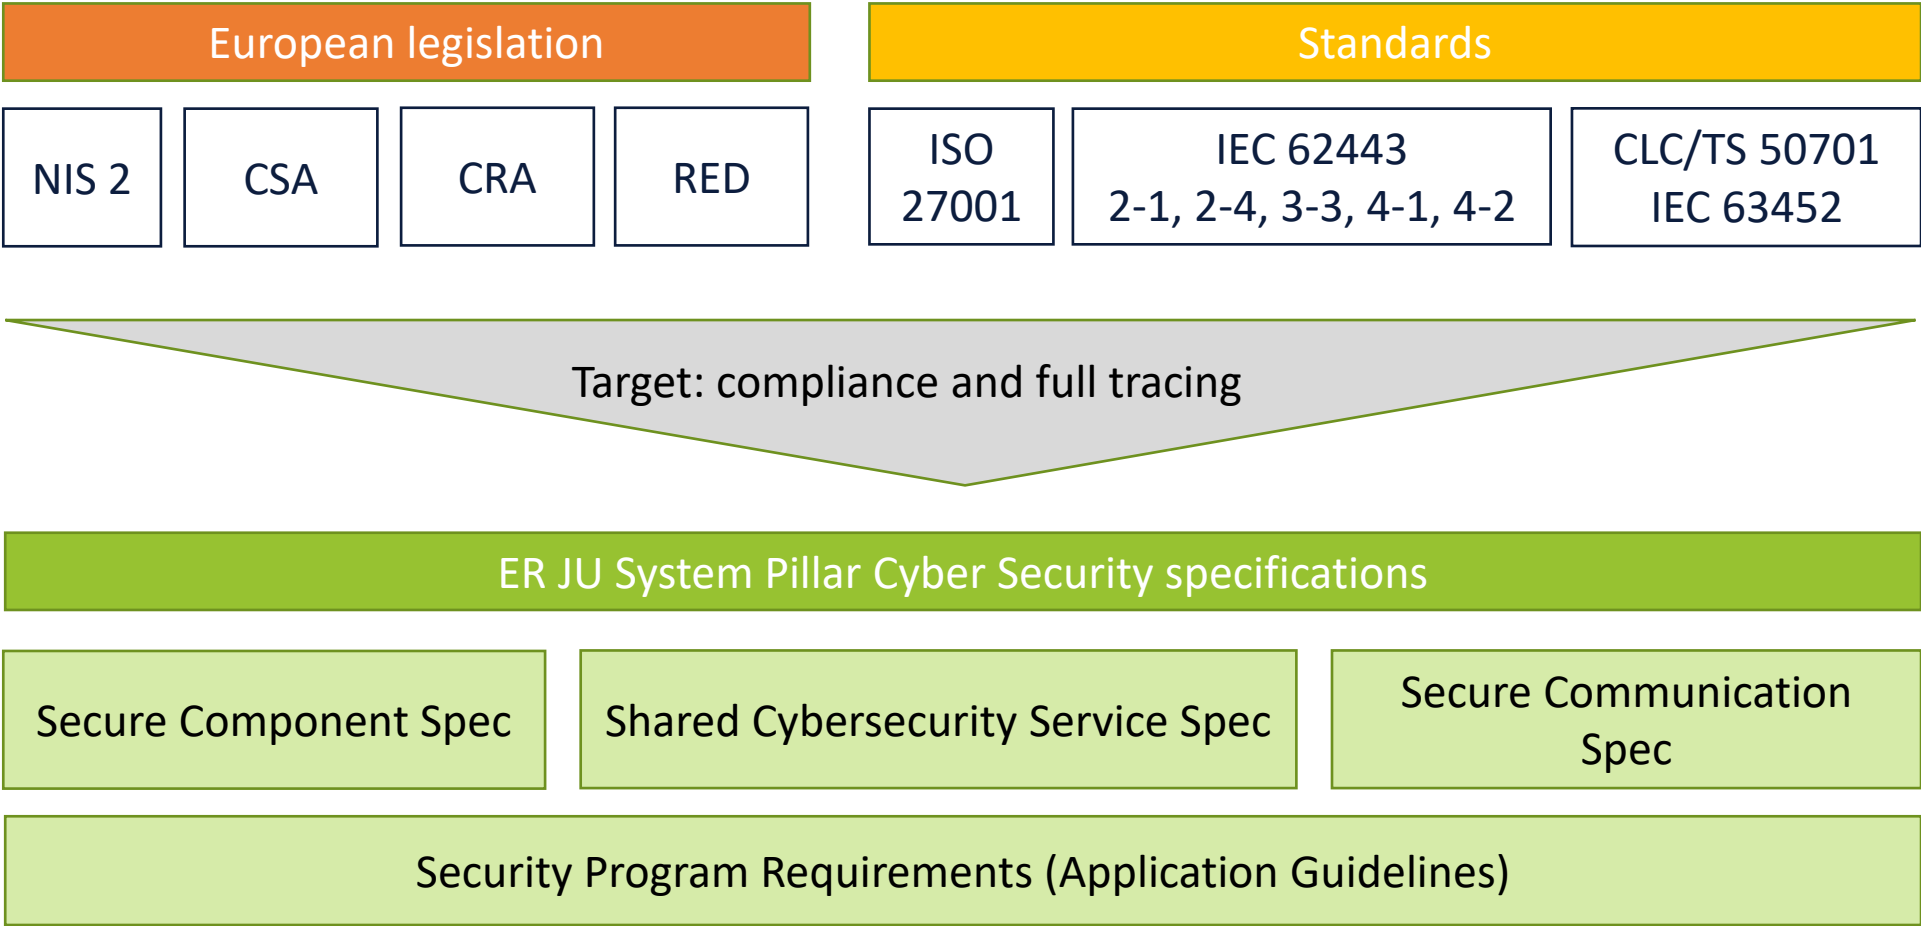 European legislation
Standards
NIS 2
CSA
CRA
RED
ISO
27001
IEC 62443
2-1, 2-4, 3-3, 4-1, 4-2
CLC/TS 50701
IEC 63452
Target: compliance and full tracing
ER JU System Pillar Cyber Security specifications
Secure Component Spec
Shared Cybersecurity Service Spec
Secure Communication
Spec
Security Program Requirements (Application Guidelines)